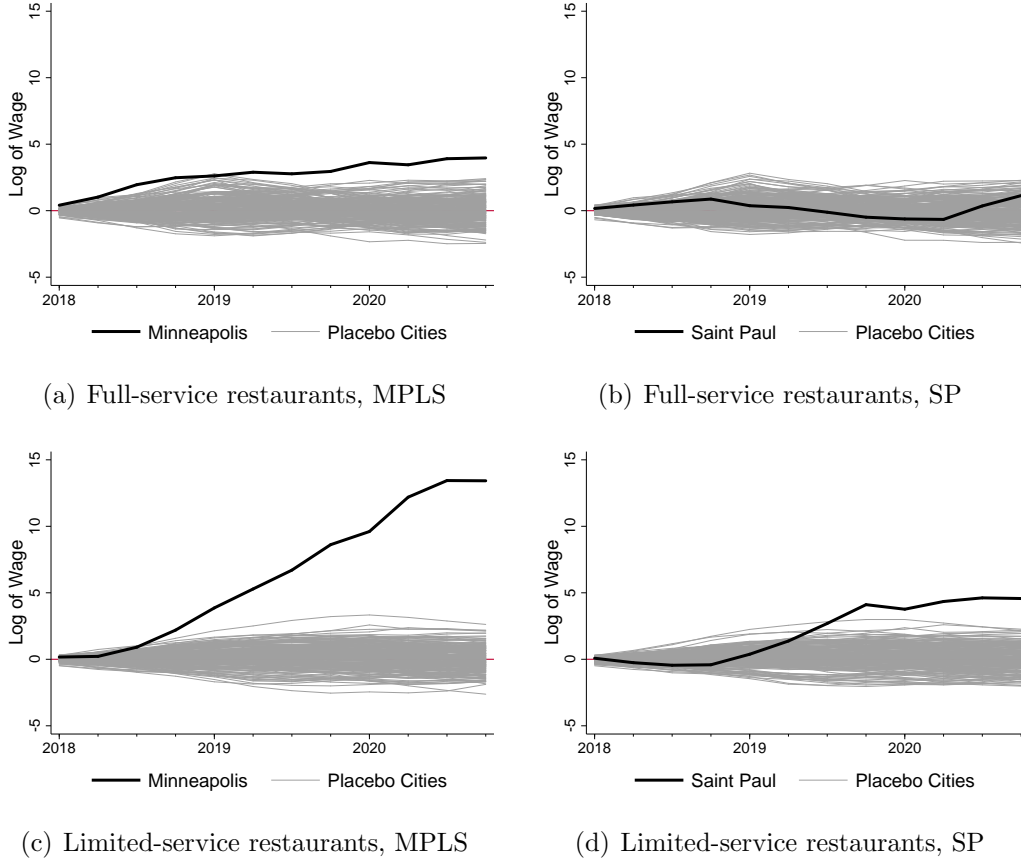 15
10
5
0
-5
Log of Wage
2018
2019
2020
Minneapolis
Placebo Cities
(a) Full-service restaurants, MPLS
15
10
5
0
-5
Log of Wage
2018
2019
2020
Saint Paul
Placebo Cities
(b) Full-service restaurants, SP
15
10
5
0
-5
Log of Wage
2018
2019
2020
Minneapolis
Placebo Cities
(c) Limited-service restaurants, MPLS
15
10
5
0
-5
Log of Wage
2018
2019
2020
Saint Paul
Placebo Cities
(d) Limited-service restaurants, SP